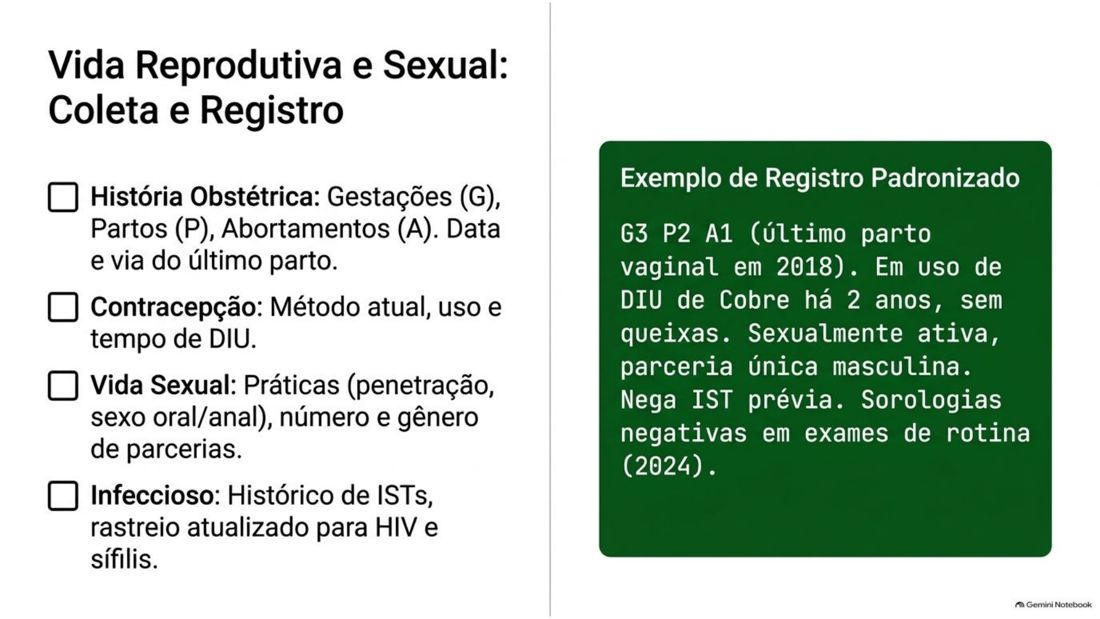 Vida Reprodutiva e Sexual:
Coleta e Registro
História Obstétrica: Gestações (G),
Partos (P), Abortamentos (A). Data
e via do último parto.
Contracepção: Método atual, uso e
tempo de DIU.
Vida Sexual: Práticas (penetração,
sexo oral/anal), número e gênero
de parcerias.
Infeccioso: Histórico de ISTs,
rastreio atualizado para HIV e
sífilis.
Exemplo de Registro Padronizado
G3 P2 A1 (último parto
vaginal em 2018). Em uso de
DIU de Cobre há 2 anos, sem
queixas. Sexualmente ativa,
parceria única masculina.
Nega IST prévia. Sorologias
negativas em exames de rotina
(2024).
Gemini Notebook